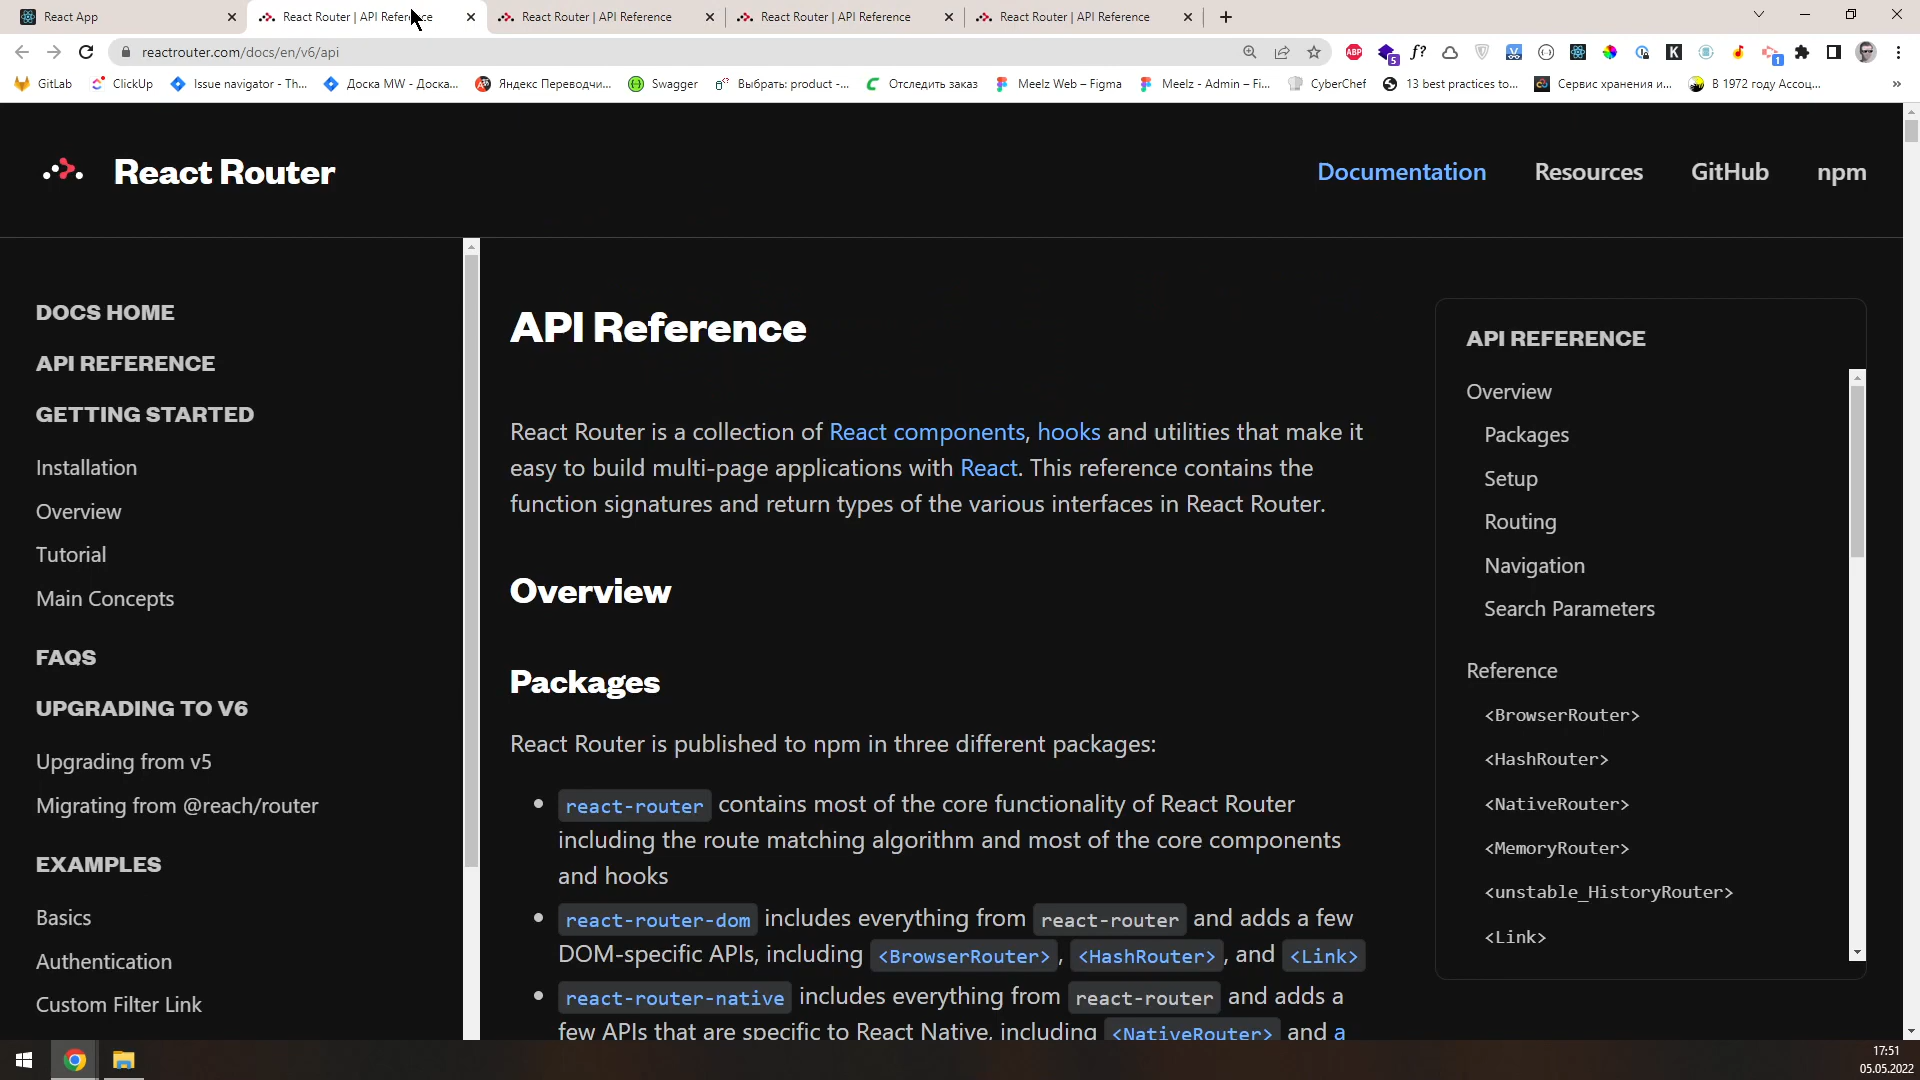 React App
React Router | API Reference
React Router | API Reference
React Router | API Reference
React Router | API Reference
reactrouter.com/docs/en/v6/api
GitLab
ClickUp
Issue navigator - Th...
Доска MW - Доска...
Яндекс Переводчи...
Swagger
Выбрать: product -...
Отследить заказ
Meelz Web – Figma
Meelz - Admin – Fi...
CyberChef
13 best practices to...
Сервис хранения и...
В 1972 году Ассоц...
React Router
Documentation
Resources
GitHub
npm
DOCS HOME
API REFERENCE
GETTING STARTED
Installation
Overview
Tutorial
Main Concepts
FAQS
UPGRADING TO V6
Upgrading from v5
Migrating from @reach/router
EXAMPLES
Basics
Authentication
Custom Filter Link
API Reference
React Router is a collection of React components, hooks and utilities that make it
easy to build multi-page applications with React. This reference contains the
function signatures and return types of the various interfaces in React Router.
Overview
Packages
React Router is published to npm in three different packages:
• react-router contains most of the core functionality of React Router
including the route matching algorithm and most of the core components
and hooks
• react-router-dom includes everything from react-router and adds a few
DOM-specific APIs, including <BrowserRouter>, <HashRouter>, and <Link>
• react-router-native includes everything from react-router and adds a
few APIs that are specific to React Native, including <NativeRouter> and a
API REFERENCE
Overview
Packages
Setup
Routing
Navigation
Search Parameters
Reference
<BrowserRouter>
<HashRouter>
<NativeRouter>
<MemoryRouter>
<unstable_HistoryRouter>
<Link>
17:51
05.05.2022